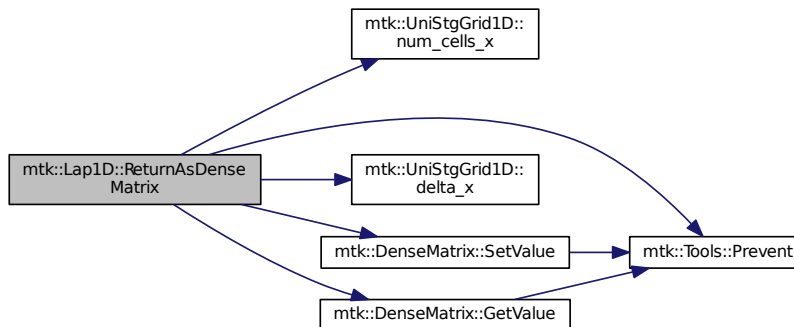 mtk::UniStgGrid1D::
num_cells_x
mtk::Lap1D::ReturnAsDense
Matrix
mtk::UniStgGrid1D::
delta_x
mtk::DenseMatrix::SetValue
mtk::Tools::Prevent
mtk::DenseMatrix::GetValue